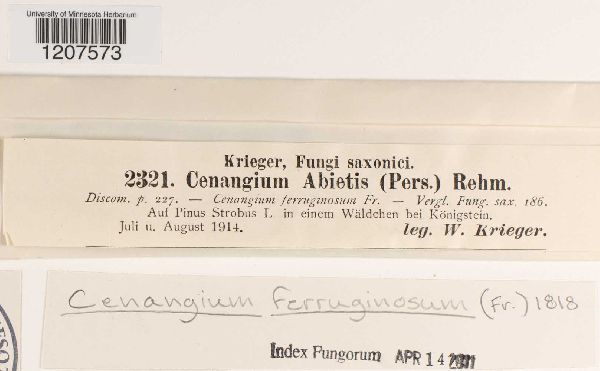 University of Minnesota Herbarium
1207573
Krieger, Fungi saxonici.
2321. Cenangium Abietis (Pers.) Rehm.
Discom. p. 227. — Cenangium ferruginosum Fr. — Vergl. Fung. sax. 186.
Auf Pinus Strobus L. in einem Wäldchen bei Königstein.
Juli u. August 1914.
leg. W. Krieger.
Cenangium ferruginosum (Fr.) 1818
Index Fungorum APR 14